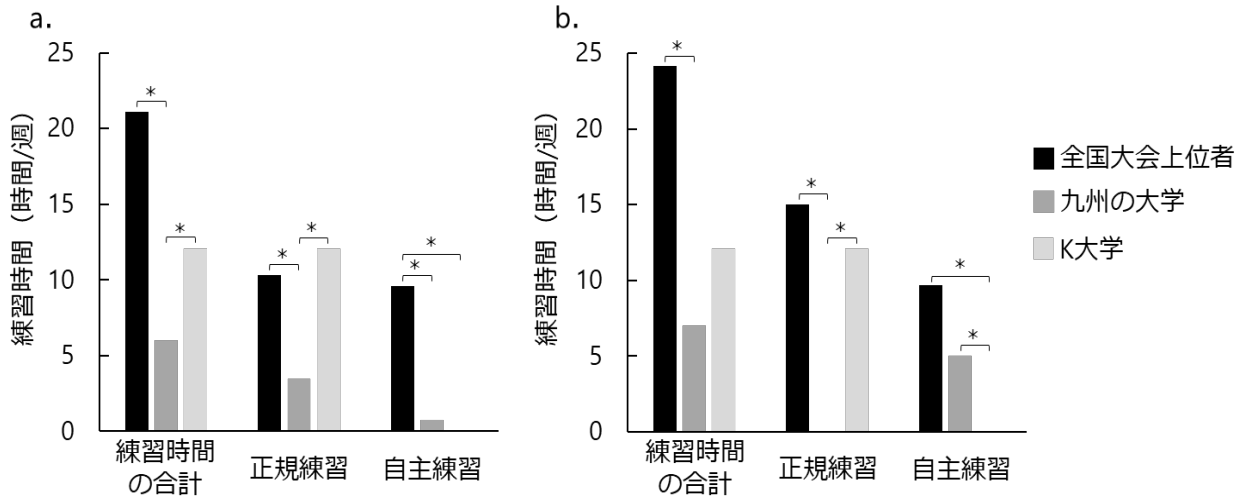 a.
練習時間（時間/週）
25
20
15
10
5
0
*
*
*
*
*
*
練習時間
の合計
正規練習
自主練習
b.
練習時間（時間/週）
25
20
15
10
5
0
*
*
*
*
*
練習時間
の合計
正規練習
自主練習
全国大会上位者
九州の大学
K大学